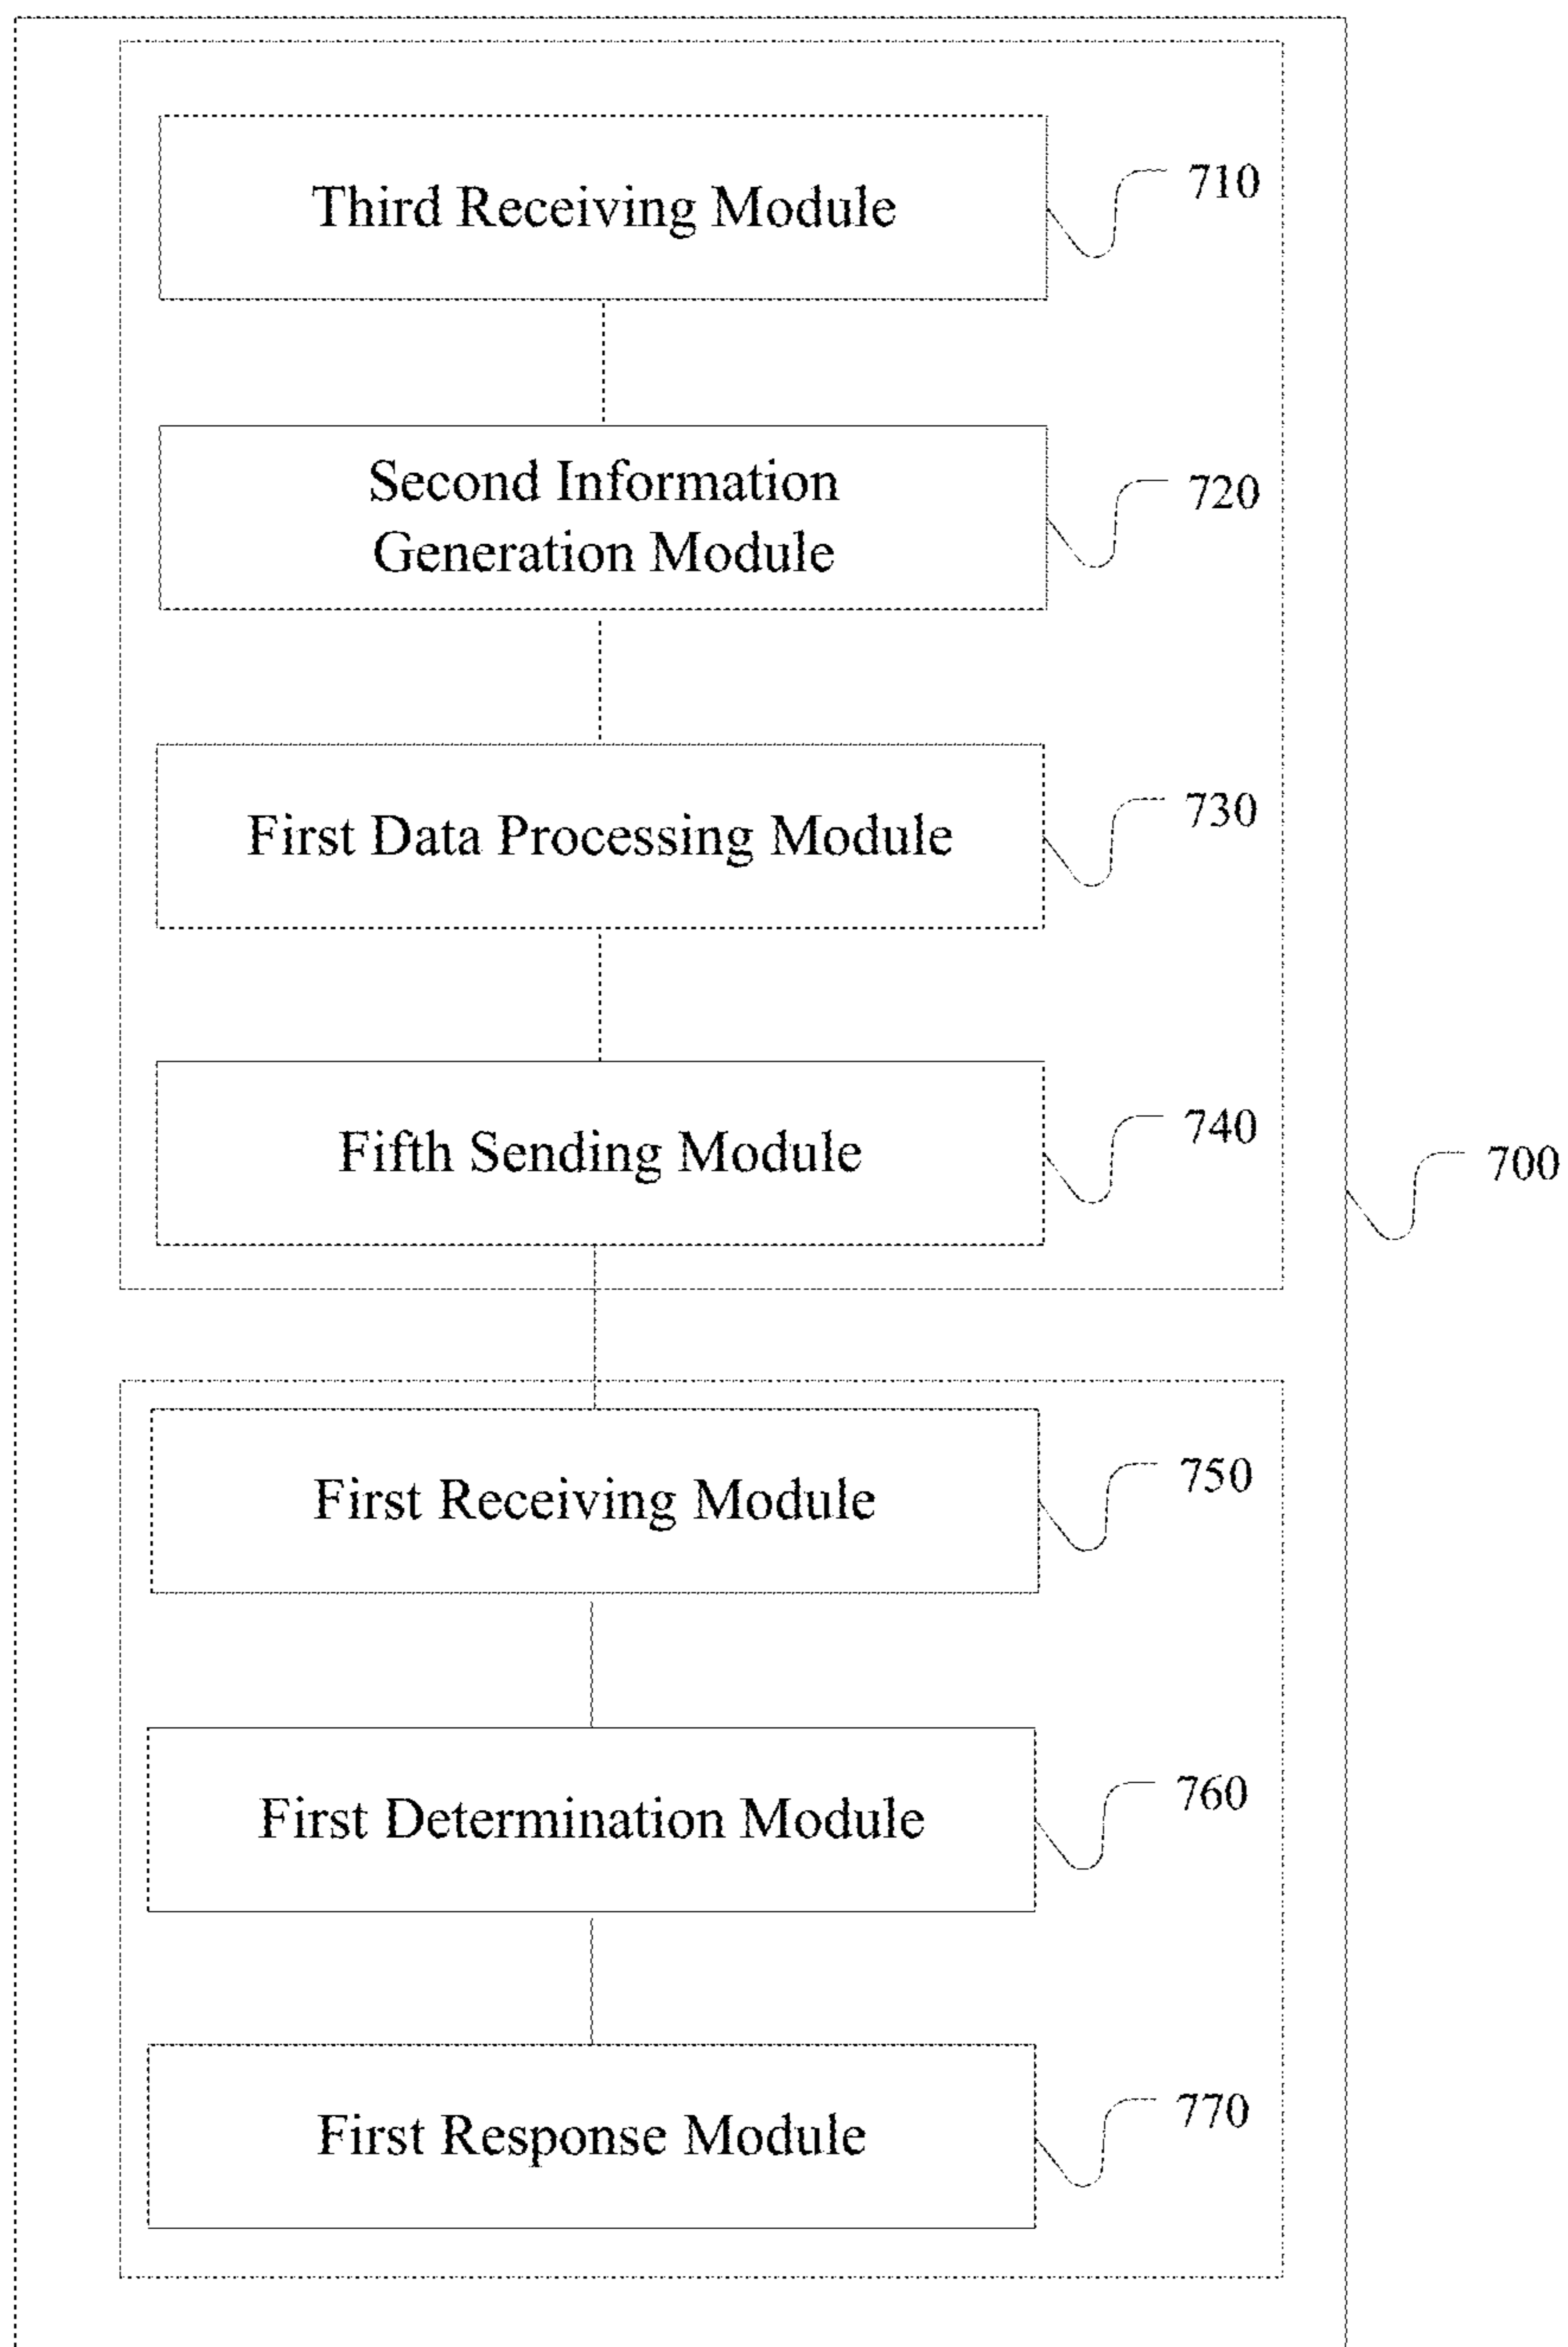 Third Receiving Module
710
Second Information
Generation Module
720
First Data Processing Module
730
Fifth Sending Module
740
700
First Receiving Module
750
First Determination Module
760
First Response Module
770